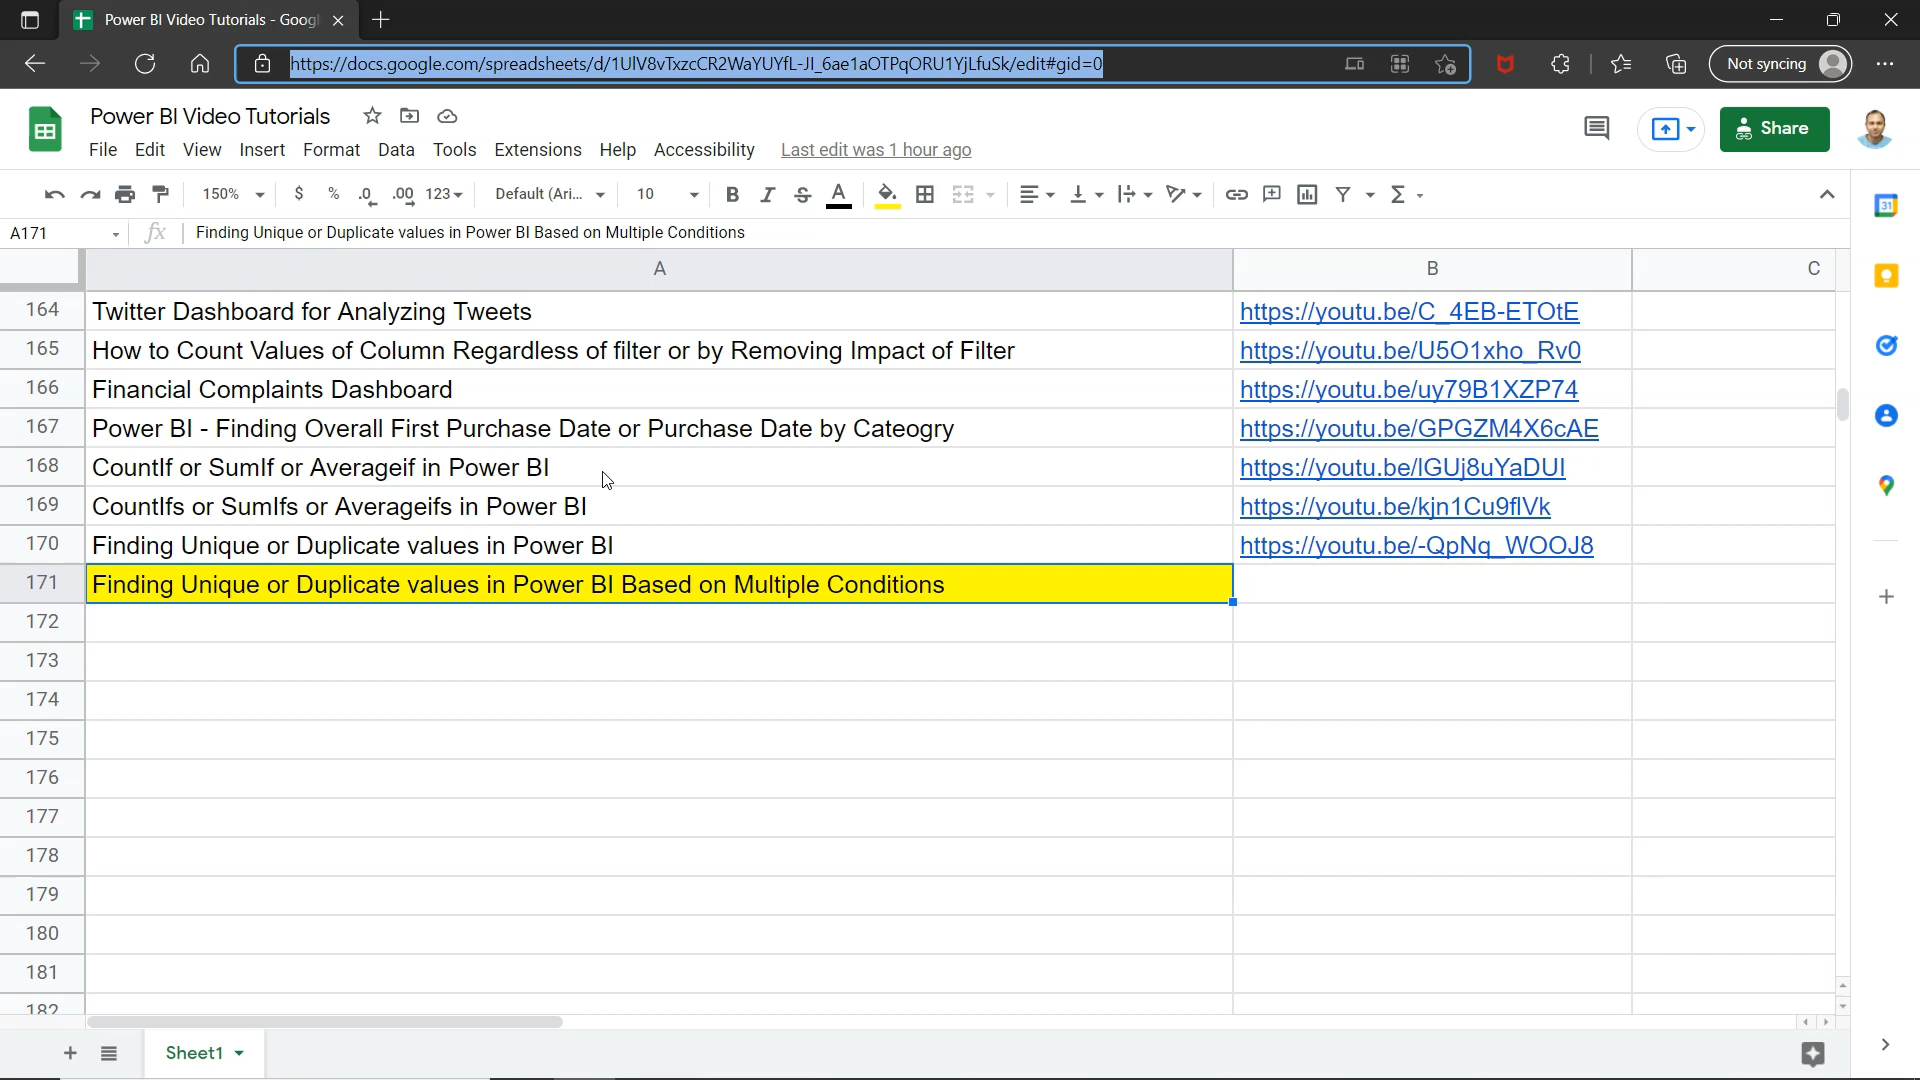 Power BI Video Tutorials - Googl
https://docs.google.com/spreadsheets/d/1UlV8vTxzcCR2WaYUYfL-JI_6ae1aOTPqORU1YjLfuSk/edit#gid=0
Not syncing
Power BI Video Tutorials
File Edit View Insert Format Data Tools Extensions Help Accessibility Last edit was 1 hour ago
Share
150% $ % .0 .00 123 Default (Ari... 10 B I S A
A171 fx Finding Unique or Duplicate values in Power BI Based on Multiple Conditions
A B C
164 Twitter Dashboard for Analyzing Tweets https://youtu.be/C_4EB-ETOtE
165 How to Count Values of Column Regardless of filter or by Removing Impact of Filter https://youtu.be/U5O1xho_Rv0
166 Financial Complaints Dashboard https://youtu.be/uy79B1XZP74
167 Power BI - Finding Overall First Purchase Date or Purchase Date by Cateogry https://youtu.be/GPGZM4X6cAE
168 CountIf or SumIf or Averageif in Power BI https://youtu.be/lGUj8uYaDUI
169 CountIfs or SumIfs or Averageifs in Power BI https://youtu.be/kjn1Cu9flVk
170 Finding Unique or Duplicate values in Power BI https://youtu.be/-QpNq_WOOJ8
171 Finding Unique or Duplicate values in Power BI Based on Multiple Conditions
172
173
174
175
176
177
178
179
180
181
182
Sheet1
31